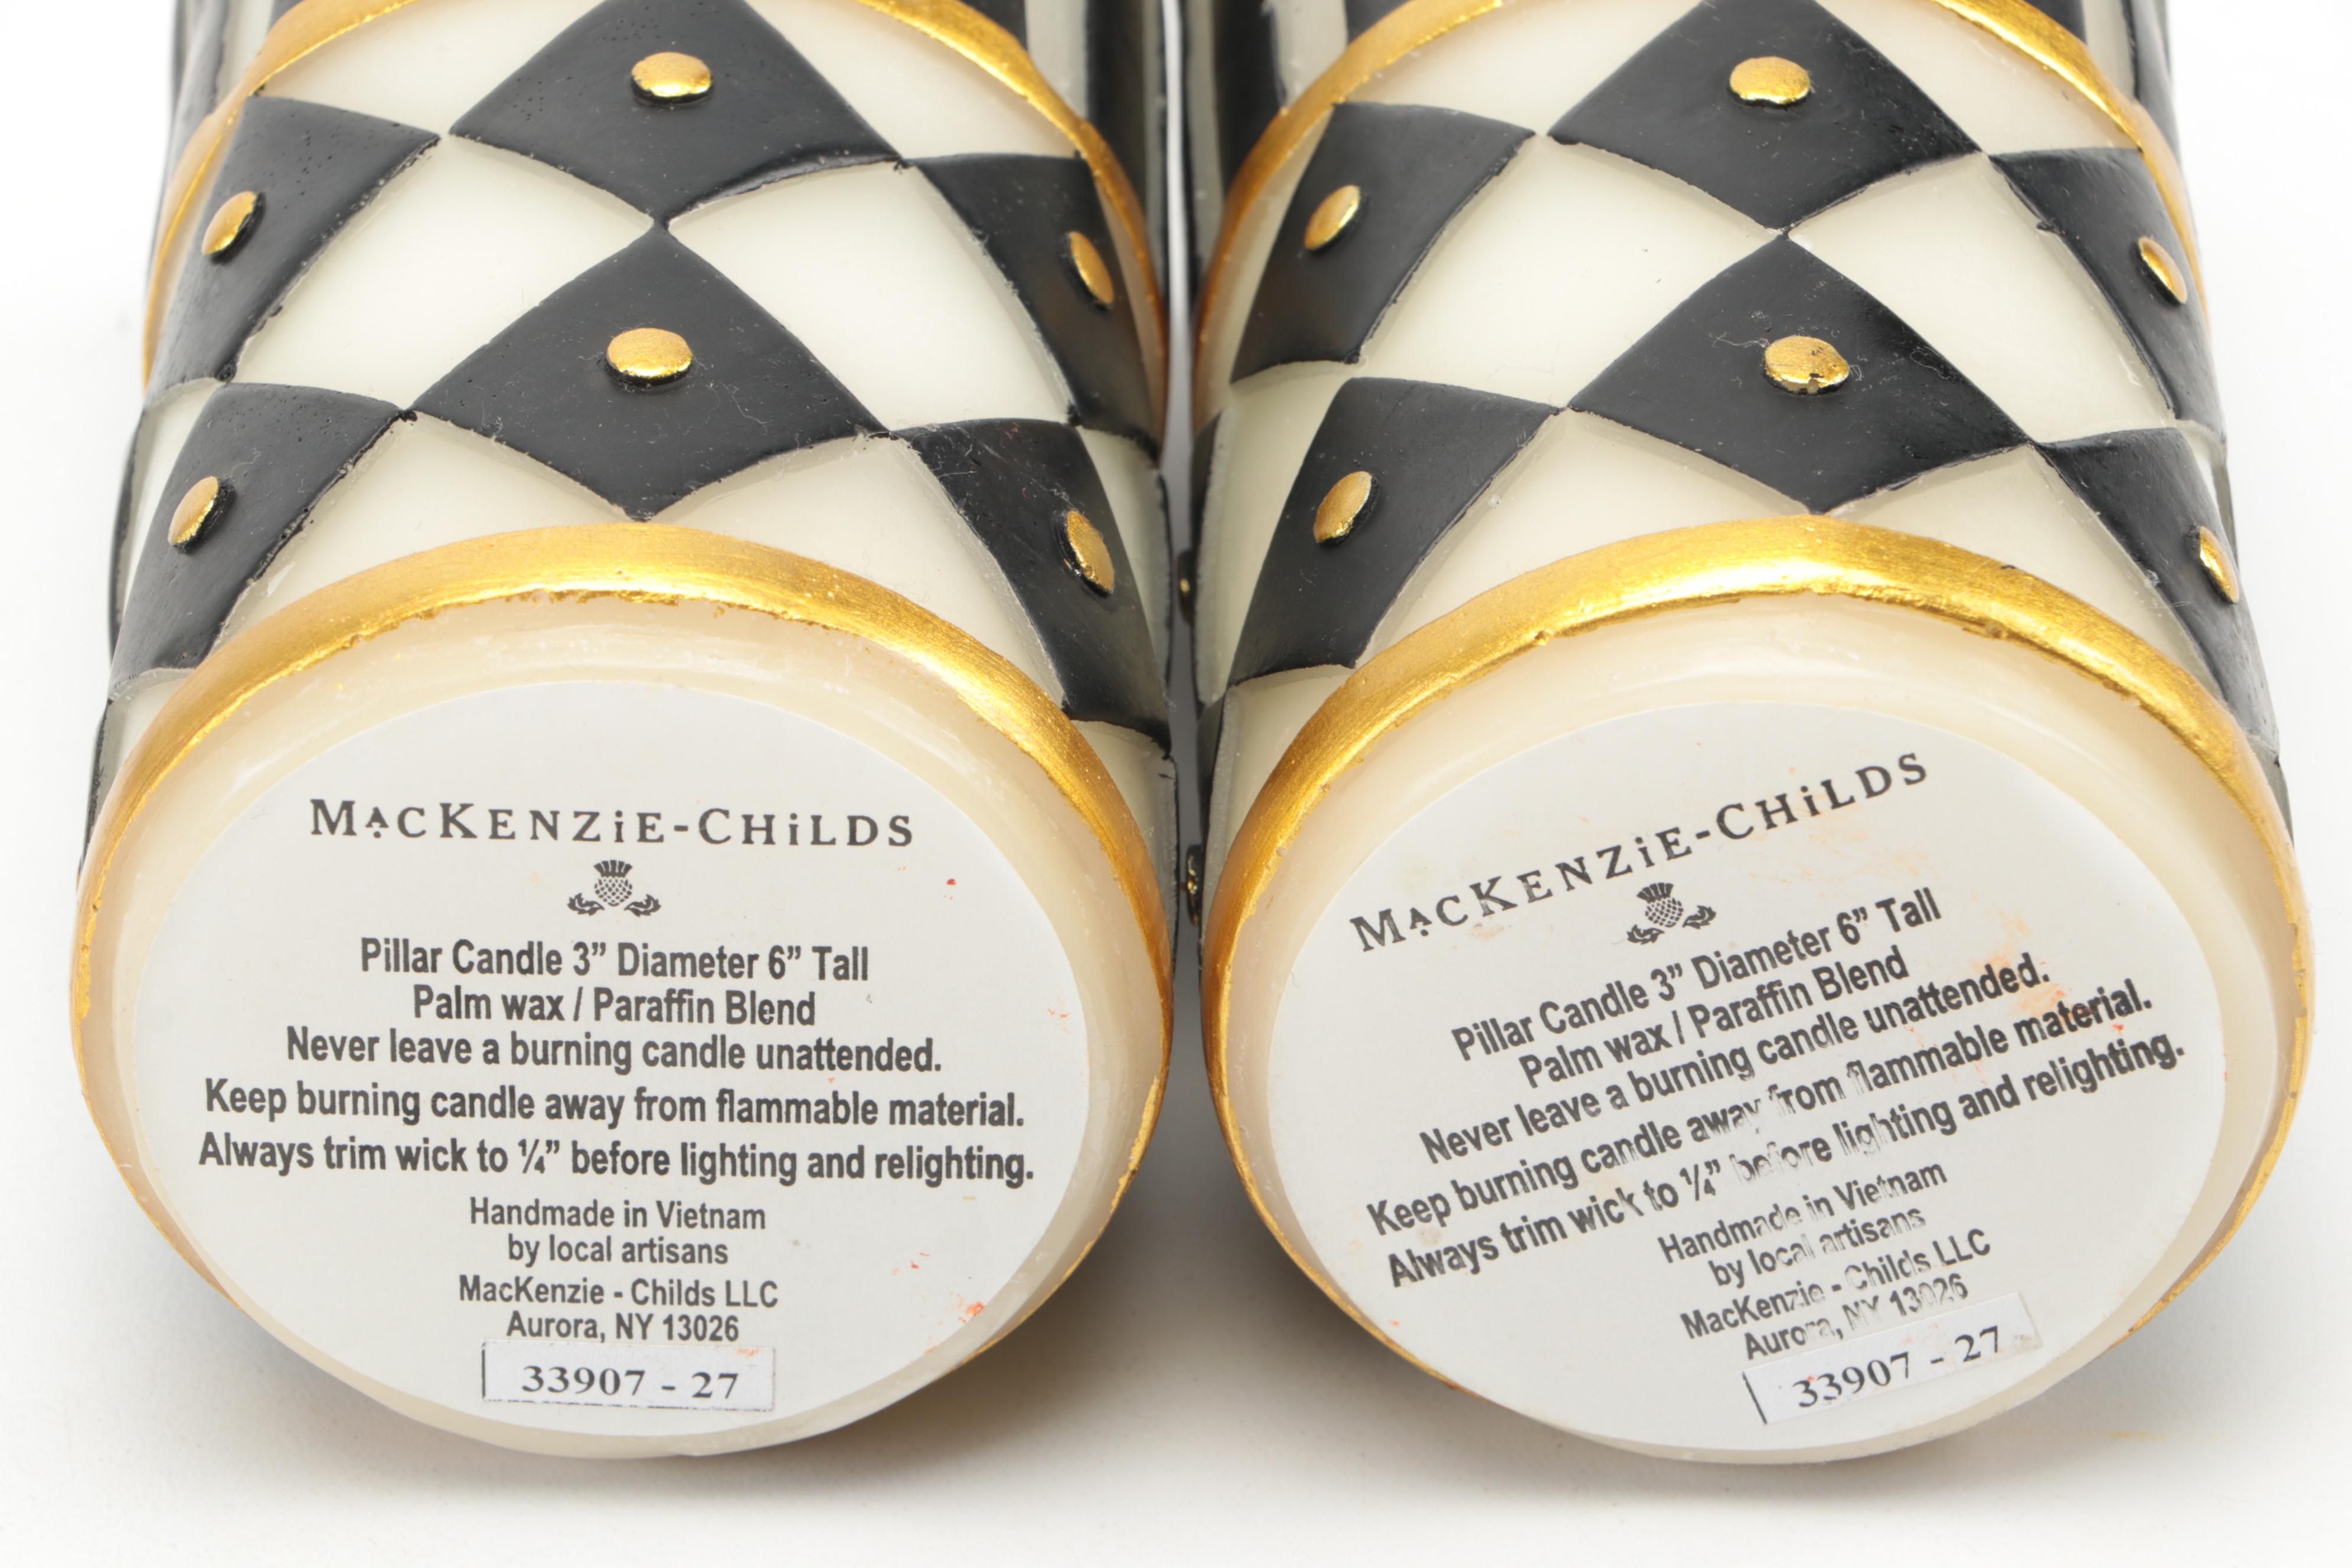 MacKENZiE-CHiLDS
Pillar Candle 3” Diameter 6” Tall
Palm wax / Paraffin Blend
Never leave a burning candle unattended.
Keep burning candle away from flammable material.
Always trim wick to ¼” before lighting and relighting.
Handmade in Vietnam
by local artisans
MacKenzie - Childs LLC
Aurora, NY 13026
33907 - 27
MacKENZiE-CHiLDS
Pillar Candle 3” Diameter 6” Tall
Palm wax / Paraffin Blend
Never leave a burning candle unattended.
Keep burning candle away from flammable material.
Always trim wick to ¼” before lighting and relighting.
Handmade in Vietnam
by local artisans
MacKenzie - Childs LLC
Aurora, NY 13026
33907 - 27